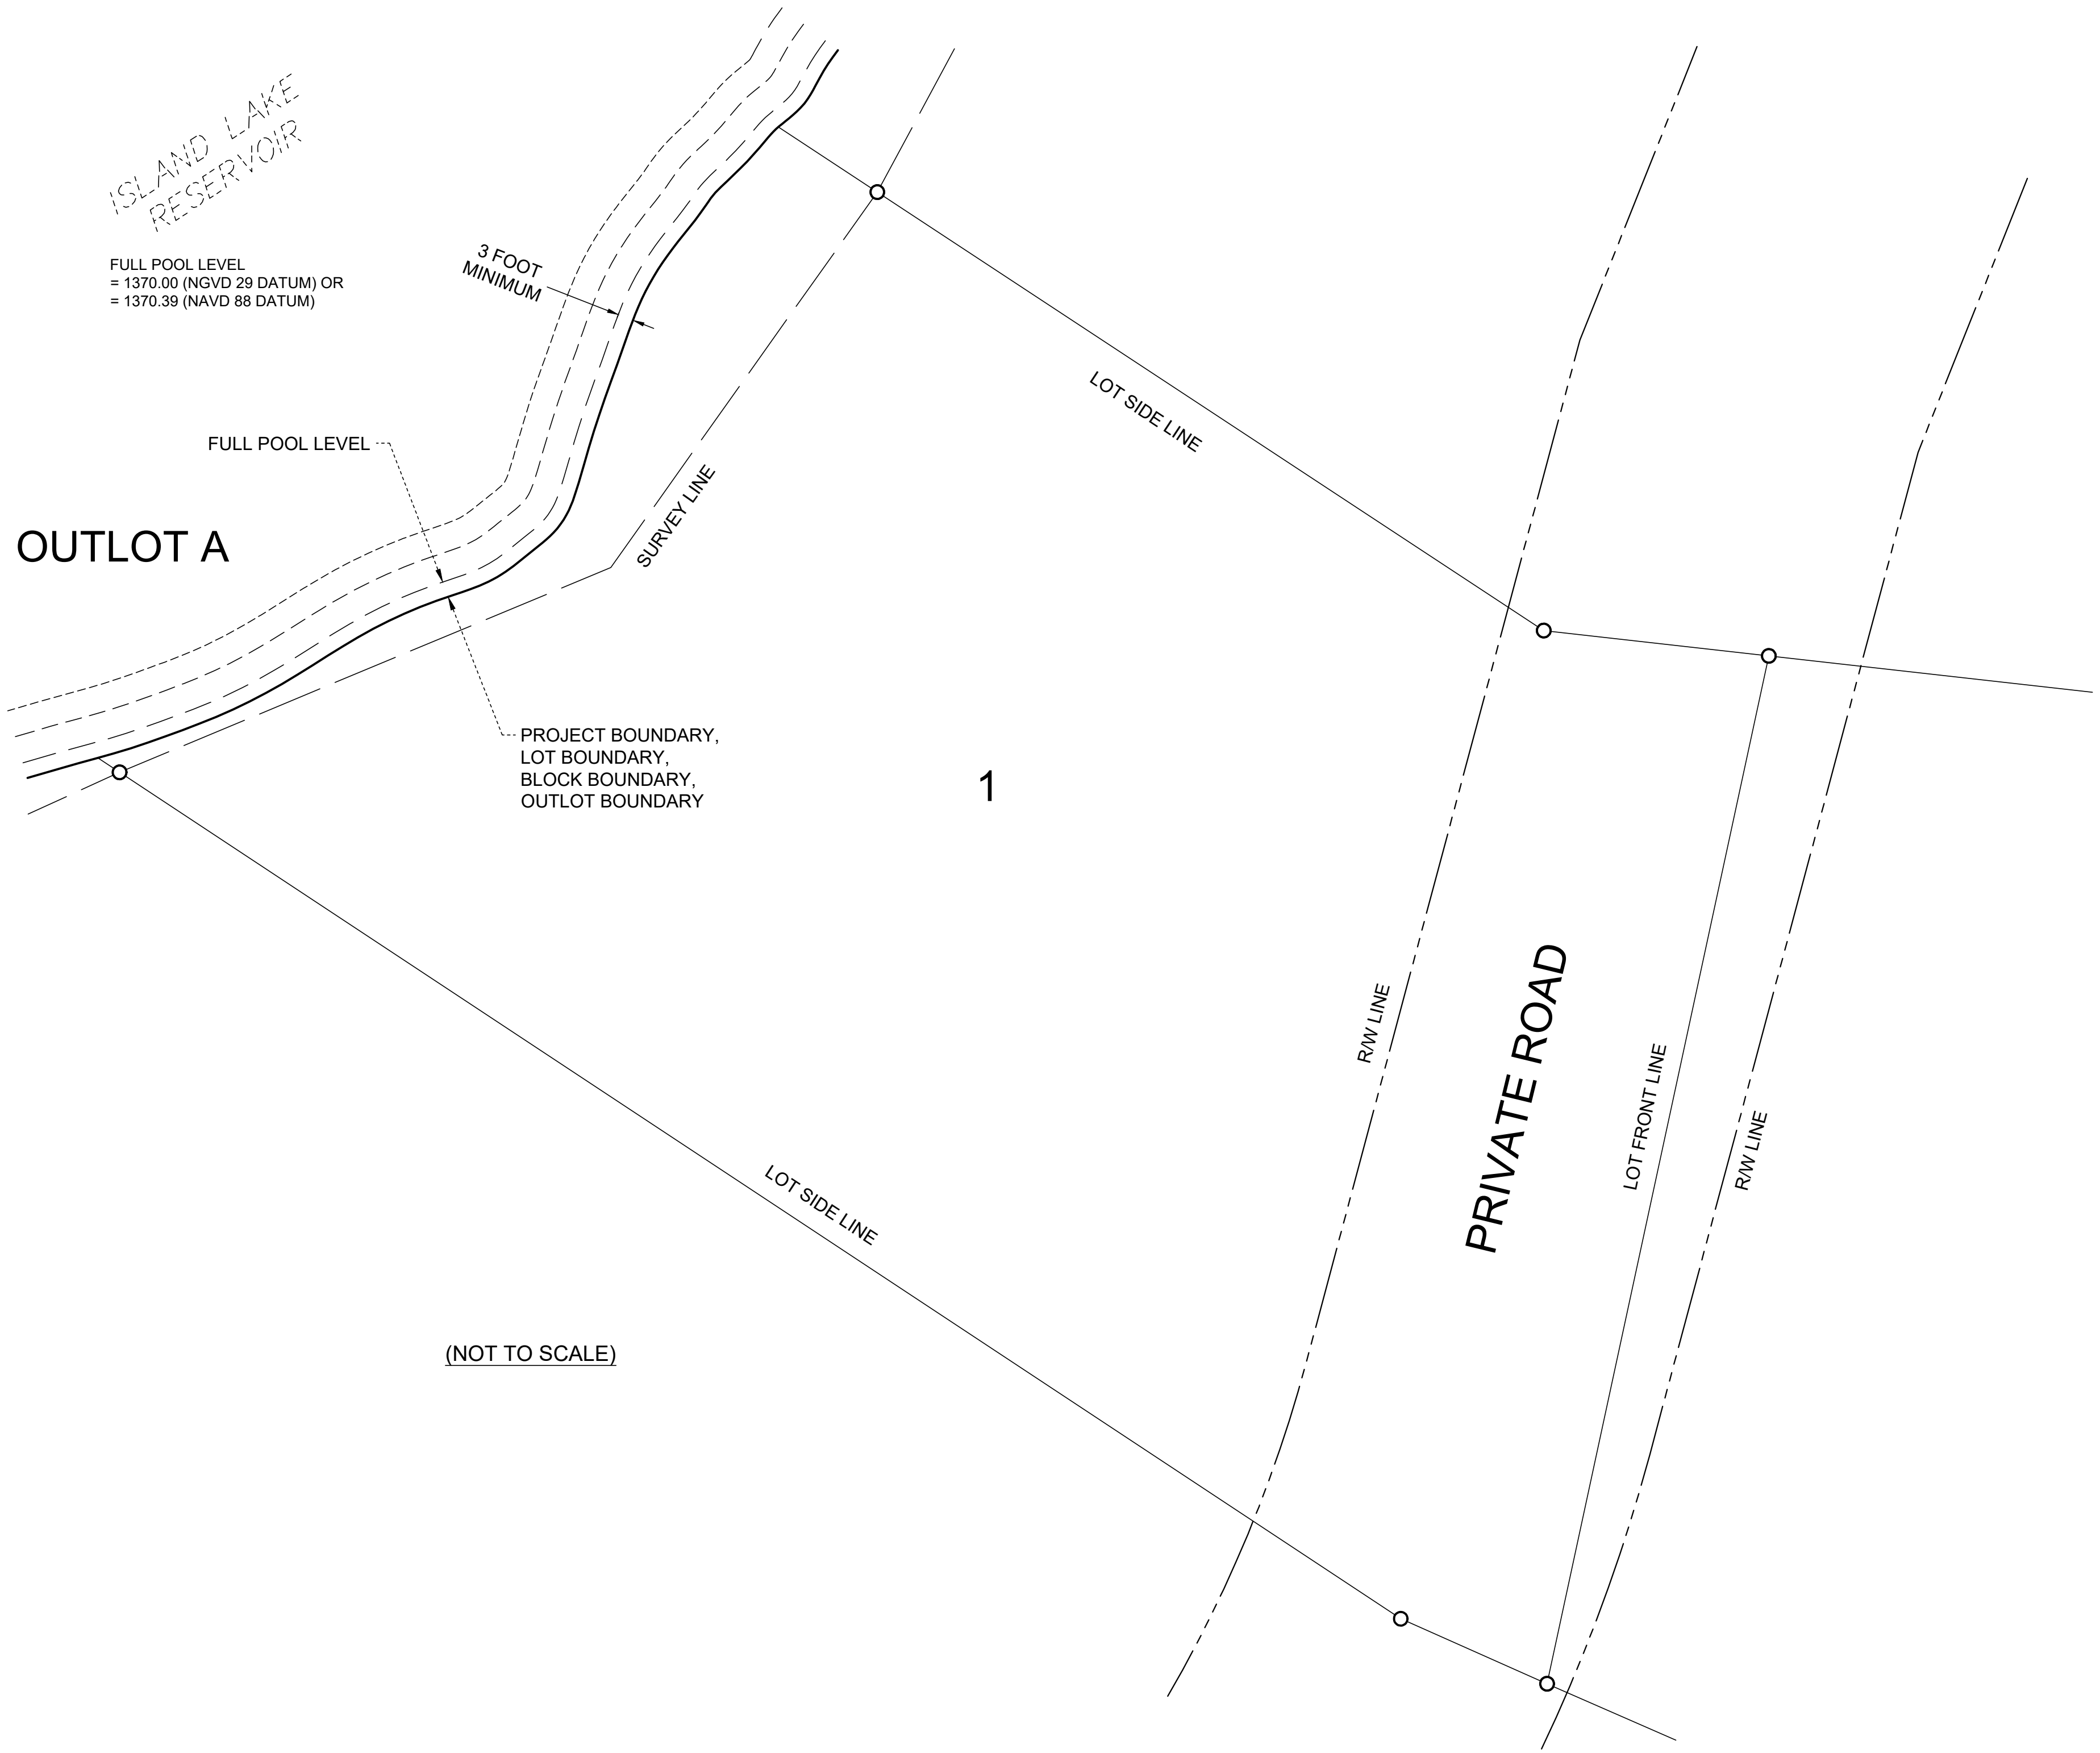 ISLAND LAKE
RESERVOIR
FULL POOL LEVEL
= 1370.00 (NGVD 29 DATUM) OR
= 1370.39 (NAVD 88 DATUM)
3 FOOT
MINIMUM
LOT SIDE LINE
FULL POOL LEVEL
SURVEY LINE
OUTLOT A
PROJECT BOUNDARY,
LOT BOUNDARY,
BLOCK BOUNDARY,
OUTLOT BOUNDARY
1
R/W LINE
PRIVATE ROAD
LOT FRONT LINE
R/W LINE
LOT SIDE LINE
(NOT TO SCALE)